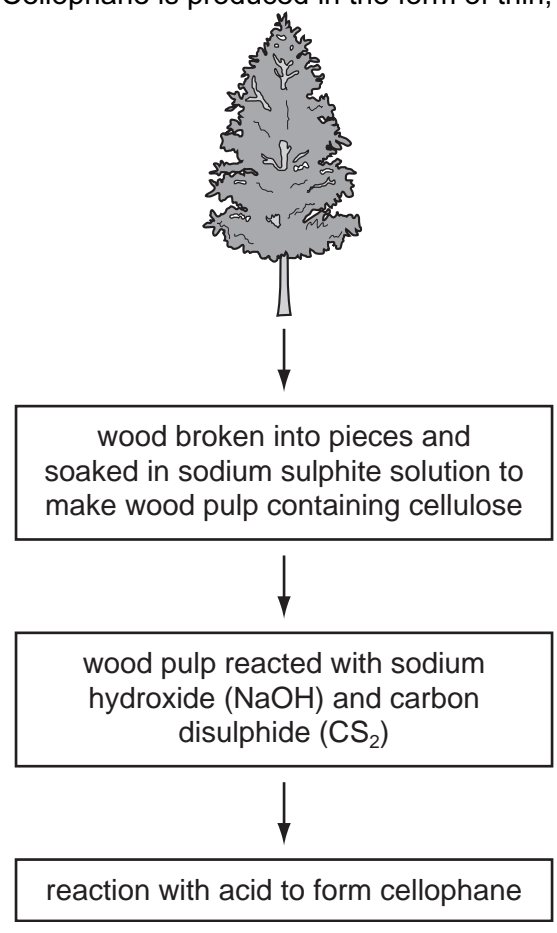 Cellophane is produced in the form of thin,
wood broken into pieces and
soaked in sodium sulphite solution to
make wood pulp containing cellulose
wood pulp reacted with sodium
hydroxide (NaOH) and carbon
disulphide (CS₂)
reaction with acid to form cellophane